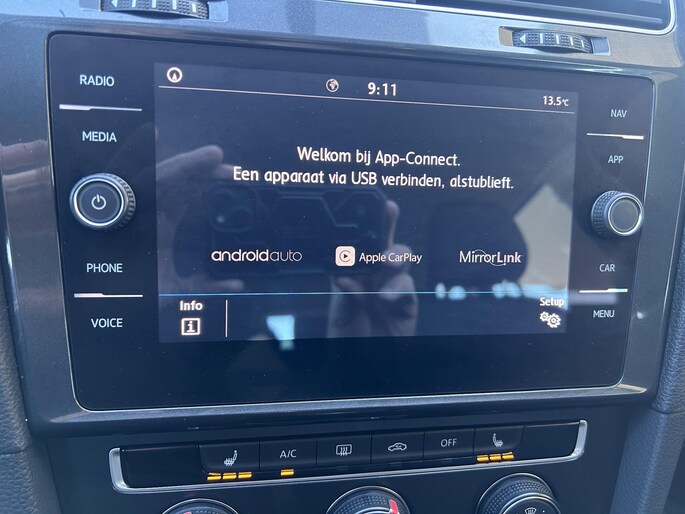 RADIO
MEDIA
PHONE
VOICE
9:11
13.5°C
Welkom bij App-Connect.
Een apparaat via USB verbinden, alstublieft.
androidauto
Apple CarPlay
MirrorLink
Info
Setup
NAV
APP
CAR
MENU
A/C
OFF